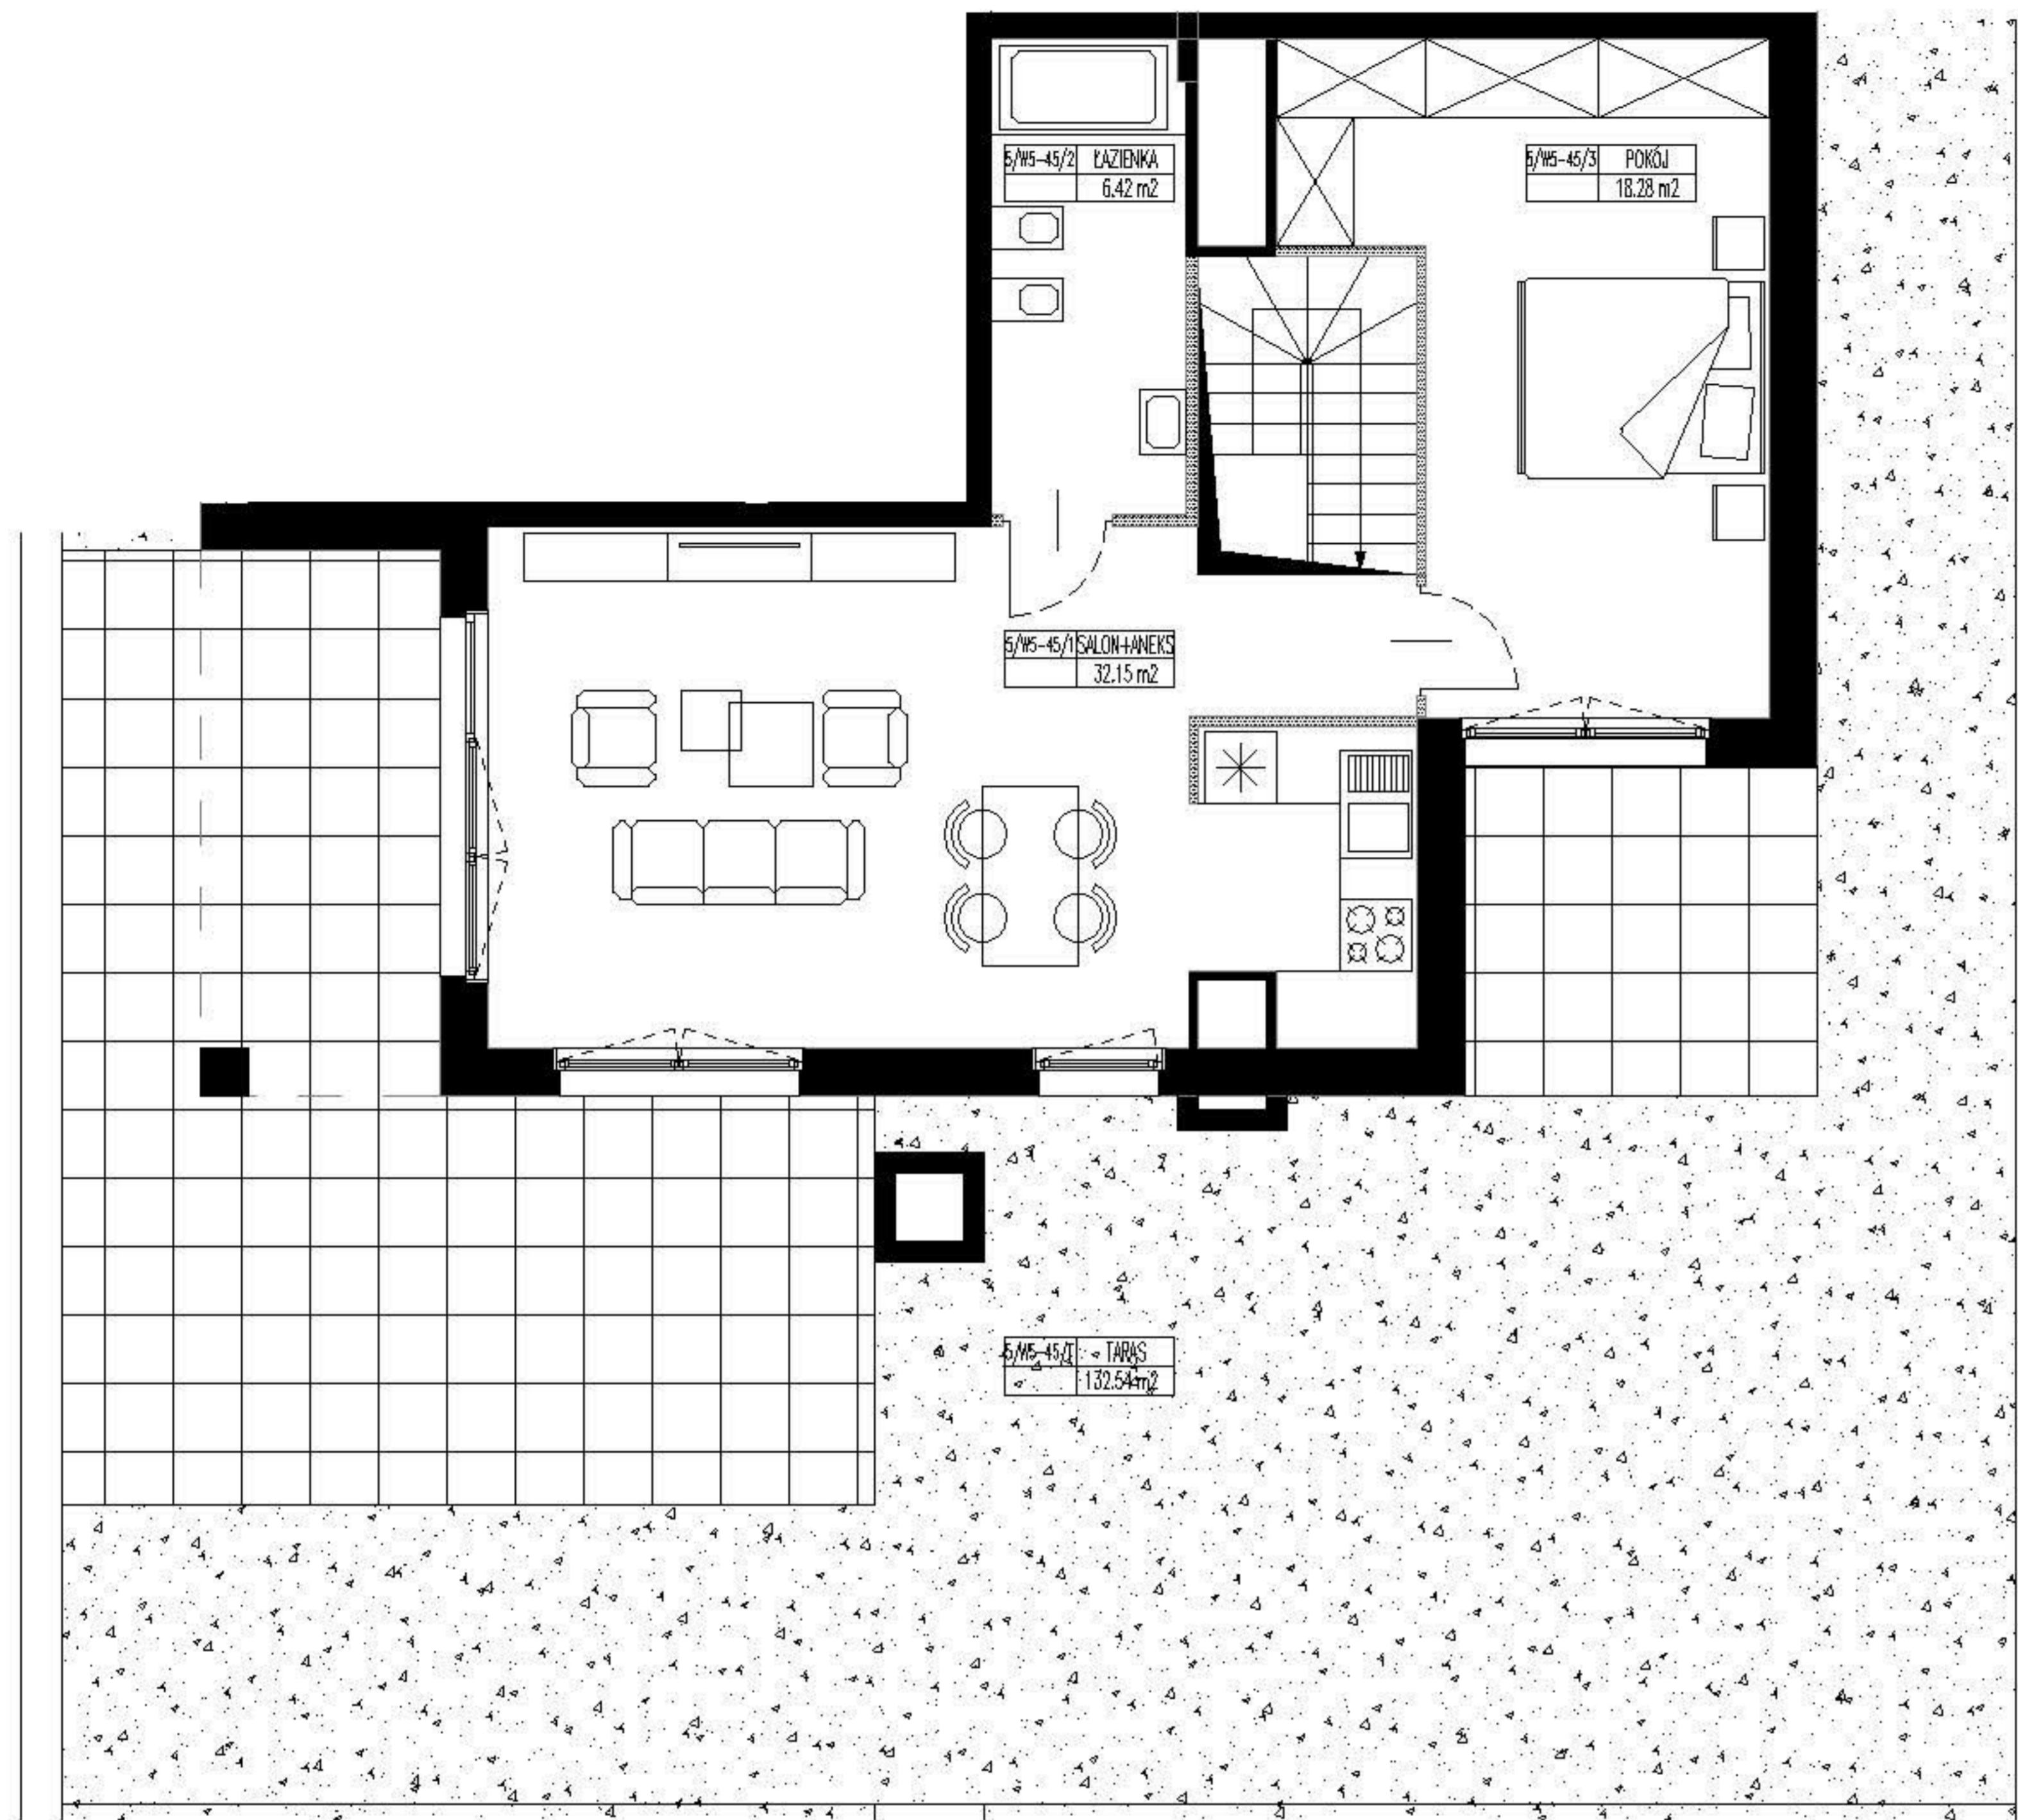 5/W5-45/2 ŁAZIENKA
6.42 m2
5/W5-45/3 POKÓJ
18.28 m2
5/W5-45/1 SALON+ANEKS
32.15 m2
5/W5-45/T TARAS
132.54 m2